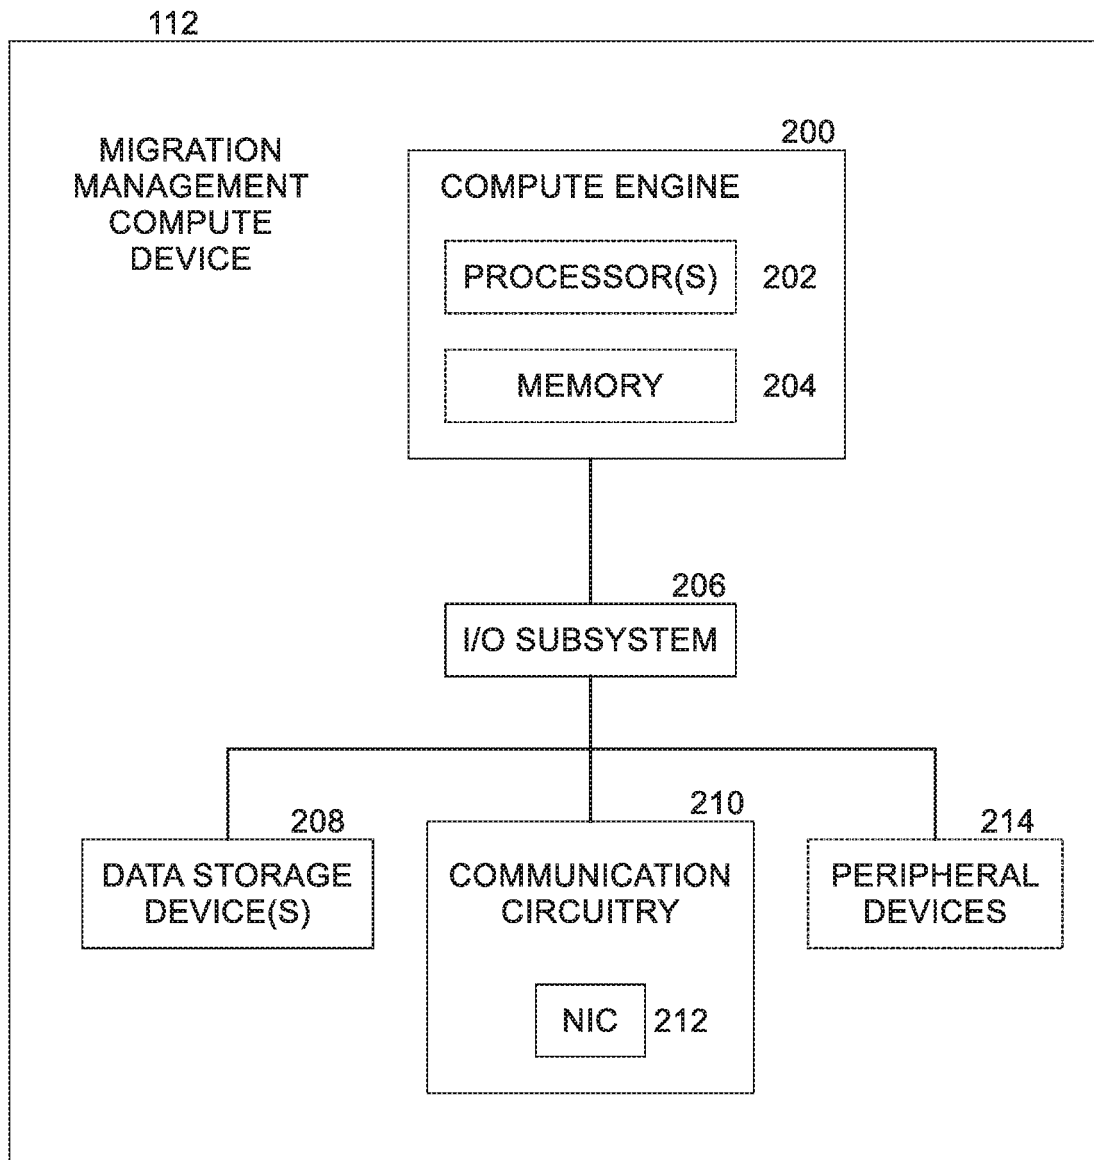 112
MIGRATION
MANAGEMENT
COMPUTE
DEVICE
200
COMPUTE ENGINE
PROCESSOR(S) 202
MEMORY 204
206
I/O SUBSYSTEM
208
DATA STORAGE
DEVICE(S)
210
COMMUNICATION
CIRCUITRY
NIC 212
214
PERIPHERAL
DEVICES